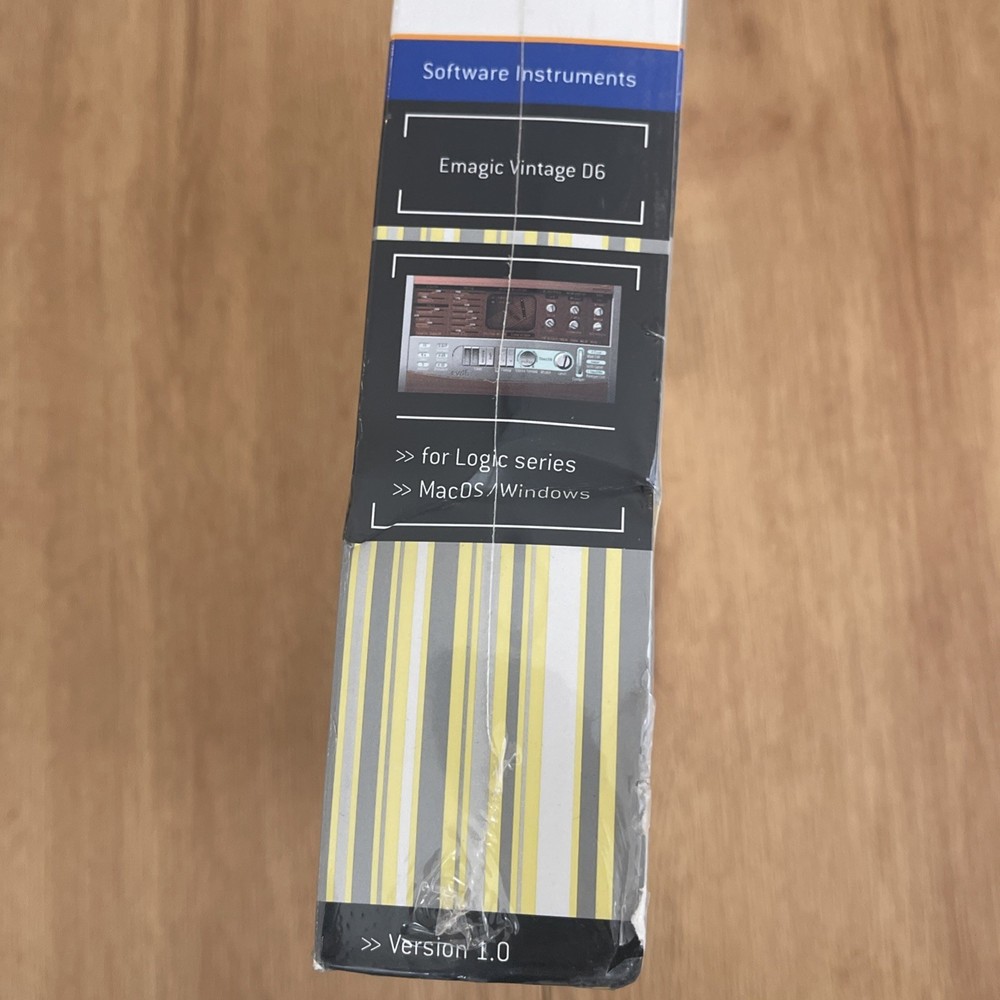 Software Instruments
Emagic Vintage D6
>> for Logic series
>> MacOS/Windows
>> Version 1.0